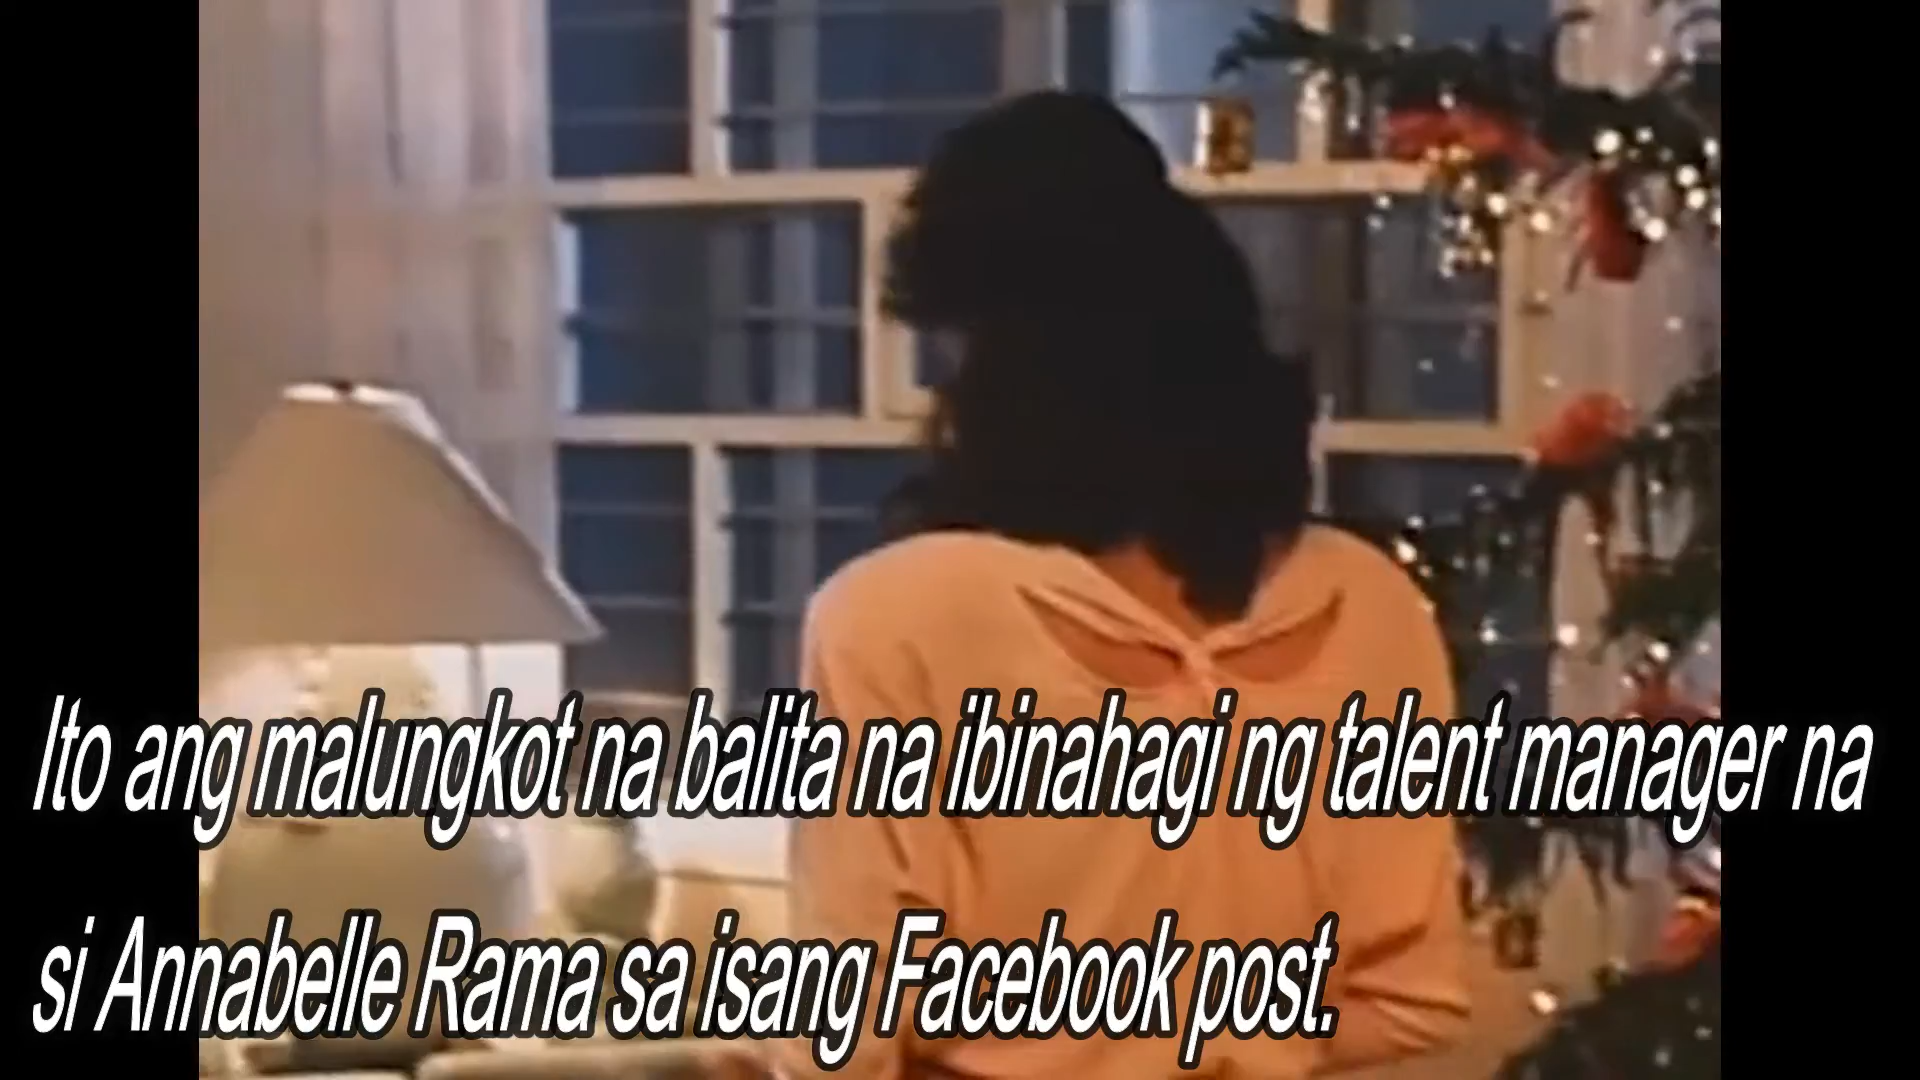 Ito ang malungkot na balita na ibinahagi ng talent manager na
si Annabelle Rama sa isang Facebook post.